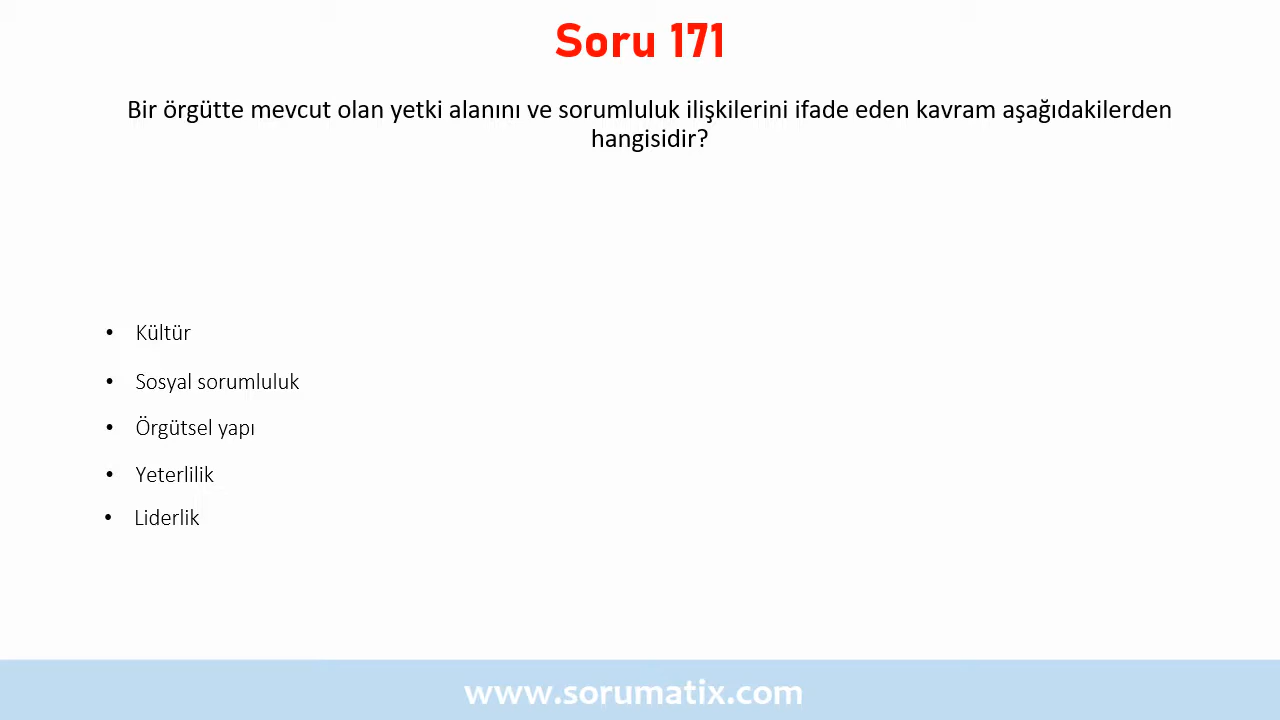 Soru 171
Bir örgütte mevcut olan yetki alanını ve sorumluluk ilişkilerini ifade eden kavram aşağıdakilerden
hangisidir?
• Kültür
• Sosyal sorumluluk
• Örgütsel yapı
• Yeterlilik
• Liderlik
www.sorumatix.com